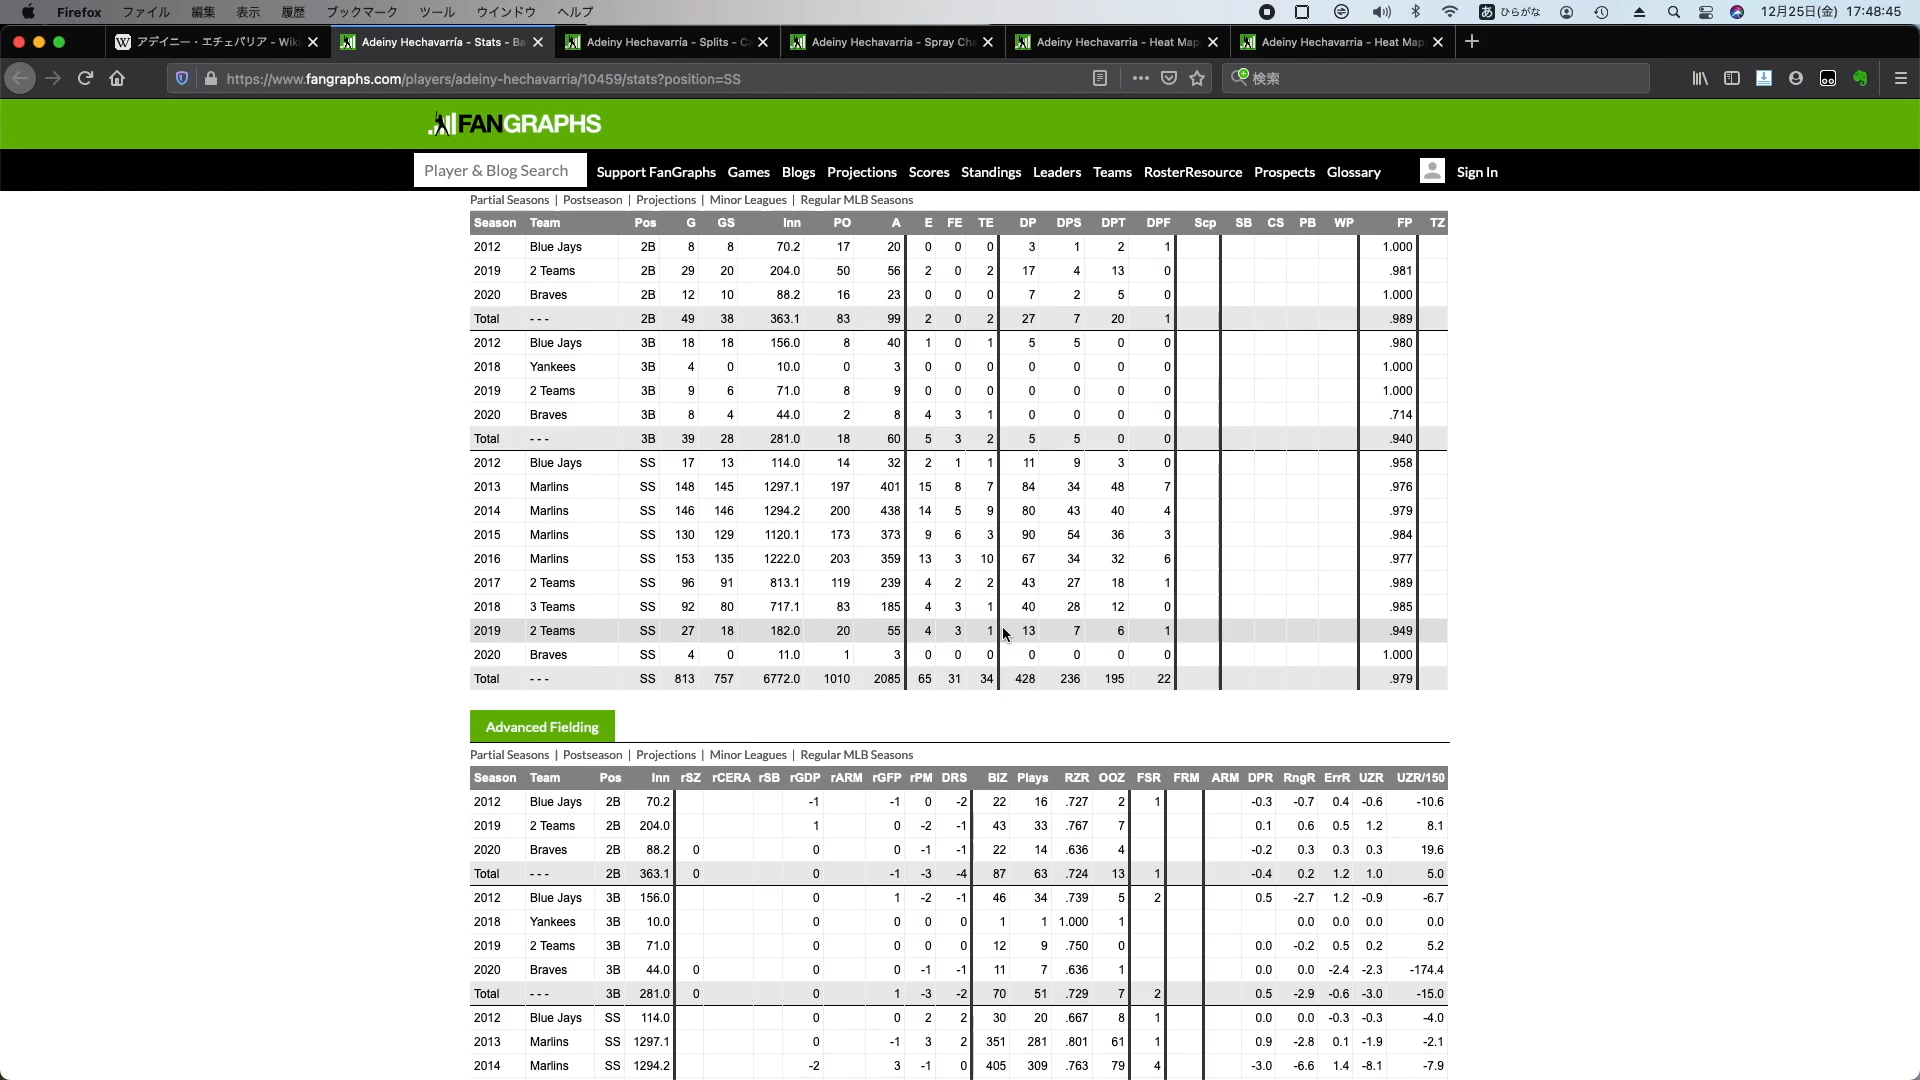 Firefox ファイル 編集 表示 履歴 ブックマーク ツール ウインドウ ヘルプ あ ひらがな 12月25日(金) 17:48:45
W アデイニー・エチェバリア - Wiki Adeiny Hechavarría - Stats - Ba Adeiny Hechavarría - Splits - C Adeiny Hechavarria - Spray Cha Adeiny Hechavarria - Heat Map Adeiny Hechavarria - Heat Map
https://www.fangraphs.com/players/adeiny-hechavarria/10459/stats?position=SS 検索
FANGRAPHS
Player & Blog Search Support FanGraphs Games Blogs Projections Scores Standings Leaders Teams RosterResource Prospects Glossary Sign In
Partial Seasons | Postseason | Projections | Minor Leagues | Regular MLB Seasons
Season Team Pos G GS Inn PO A E FE TE DP DPS DPT DPF Scp SB CS PB WP FP TZ
2012 Blue Jays 2B 8 8 70.2 17 20 0 0 0 3 1 2 1 1.000
2019 2 Teams 2B 29 20 204.0 50 56 2 0 2 17 4 13 0 .981
2020 Braves 2B 12 10 88.2 16 23 0 0 0 7 2 5 0 1.000
Total - - - 2B 49 38 363.1 83 99 2 0 2 27 7 20 1 .989
2012 Blue Jays 3B 18 18 156.0 8 40 1 0 1 5 5 0 0 .980
2018 Yankees 3B 4 0 10.0 0 3 0 0 0 0 0 0 0 1.000
2019 2 Teams 3B 9 6 71.0 8 9 0 0 0 0 0 0 0 1.000
2020 Braves 3B 8 4 44.0 2 8 4 3 1 0 0 0 0 .714
Total - - - 3B 39 28 281.0 18 60 5 3 2 5 5 0 0 .940
2012 Blue Jays SS 17 13 114.0 14 32 2 1 1 11 9 3 0 .958
2013 Marlins SS 148 145 1297.1 197 401 15 8 7 84 34 48 7 .976
2014 Marlins SS 146 146 1294.2 200 438 14 5 9 80 43 40 4 .979
2015 Marlins SS 130 129 1120.1 173 373 9 6 3 90 54 36 3 .984
2016 Marlins SS 153 135 1222.0 203 359 13 3 10 67 34 32 6 .977
2017 2 Teams SS 96 91 813.1 119 239 4 2 2 43 27 18 1 .989
2018 3 Teams SS 92 80 717.1 83 185 4 3 1 40 28 12 0 .985
2019 2 Teams SS 27 18 182.0 20 55 4 3 1 13 7 6 1 .949
2020 Braves SS 4 0 11.0 1 3 0 0 0 0 0 0 0 1.000
Total - - - SS 813 757 6772.0 1010 2085 65 31 34 428 236 195 22 .979
Advanced Fielding
Partial Seasons | Postseason | Projections | Minor Leagues | Regular MLB Seasons
Season Team Pos Inn rSZ rCERA rSB rGDP rARM rGFP rPM DRS BIZ Plays RZR OOZ FSR FRM ARM DPR RngR ErrR UZR UZR/150
2012 Blue Jays 2B 70.2 -1 -1 0 -2 22 16 .727 2 1 -0.3 -0.7 0.4 -0.6 -10.6
2019 2 Teams 2B 204.0 1 0 -2 -1 43 33 .767 7 0.1 0.6 0.5 1.2 8.1
2020 Braves 2B 88.2 0 0 0 -1 -1 22 14 .636 4 -0.2 0.3 0.3 0.3 19.6
Total - - - 2B 363.1 0 0 -1 -3 -4 87 63 .724 13 1 -0.4 0.2 1.2 1.0 5.0
2012 Blue Jays 3B 156.0 0 1 -2 -1 46 34 .739 5 2 0.5 -2.7 1.2 -0.9 -6.7
2018 Yankees 3B 10.0 0 0 0 0 1 1 1.000 1 0.0 0.0 0.0 0.0
2019 2 Teams 3B 71.0 0 0 0 0 12 9 .750 0 0.0 -0.2 0.5 0.2 5.2
2020 Braves 3B 44.0 0 0 0 -1 -1 11 7 .636 1 0.0 0.0 -2.4 -2.3 -174.4
Total - - - 3B 281.0 0 0 1 -3 -2 70 51 .729 7 2 0.5 -2.9 -0.6 -3.0 -15.0
2012 Blue Jays SS 114.0 0 0 2 2 30 20 .667 8 1 0.0 0.0 -0.3 -0.3 -4.0
2013 Marlins SS 1297.1 0 -1 3 2 351 281 .801 61 1 0.9 -2.8 0.1 -1.9 -2.1
2014 Marlins SS 1294.2 -2 3 -1 0 405 309 .763 79 4 -3.0 -6.6 1.4 -8.1 -7.9